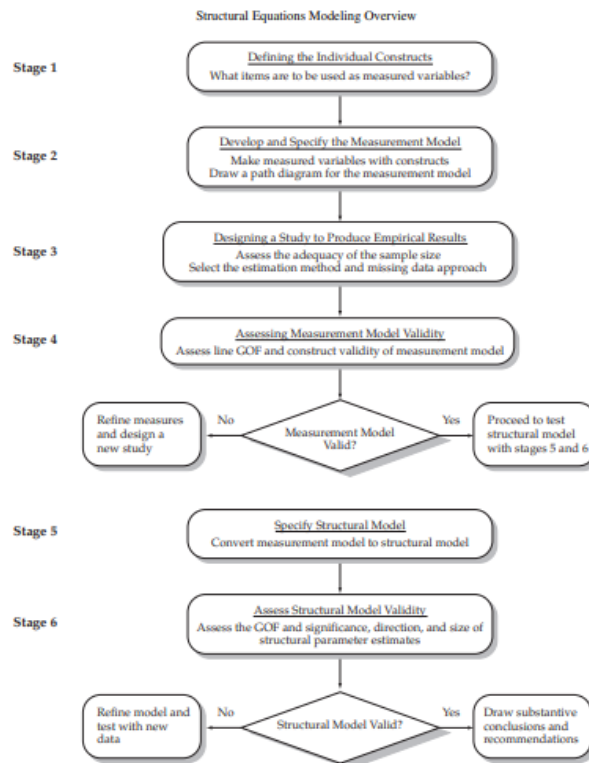 Structural Equations Modeling Overview
Stage 1
Defining the Individual Constructs
What items are to be used as measured variables?
Stage 2
Develop and Specify the Measurement Model
Make measured variables with constructs
Draw a path diagram for the measurement model
Stage 3
Designing a Study to Produce Empirical Results
Assess the adequacy of the sample size
Select the estimation method and missing data approach
Stage 4
Assessing Measurement Model Validity
Assess line GOF and construct validity of measurement model
Refine measures
and design a
new study
No
Measurement Model
Valid?
Yes
Proceed to test
structural model
with stages 5 and 6
Stage 5
Specify Structural Model
Convert measurement model to structural model
Stage 6
Assess Structural Model Validity
Assess the GOF and significance, direction, and size of
structural parameter estimates
Refine model and
test with new
data
No
Structural Model Valid?
Yes
Draw substantive
conclusions and
recommendations